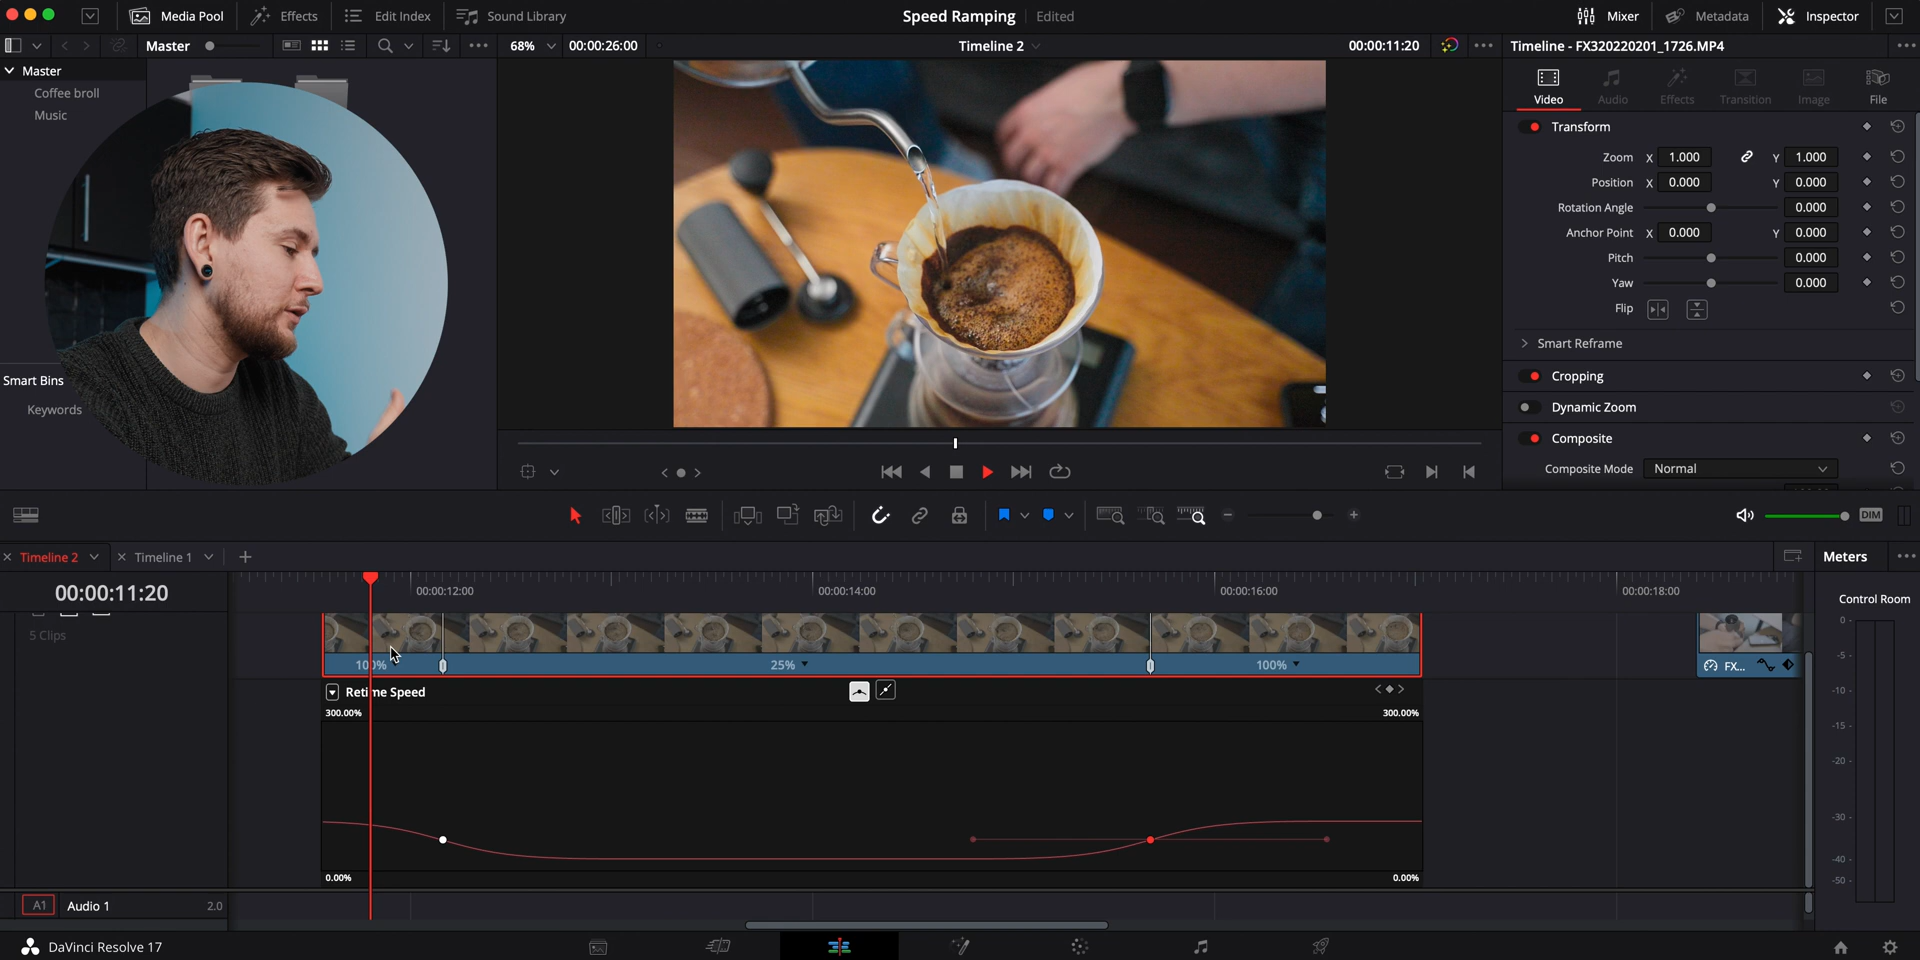 Media Pool
Effects
Edit Index
Sound Library
Speed Ramping
Edited
Mixer
Metadata
Inspector
Master
68%
00:00:26:00
Timeline 2
00:00:11:20
Timeline - FX320220201_1726.MP4
Master
Coffee broll
Music
Smart Bins
Keywords
Video
Audio
Effects
Transition
Image
File
Transform
Zoom X 1.000 Y 1.000
Position X 0.000 Y 0.000
Rotation Angle 0.000
Anchor Point X 0.000 Y 0.000
Pitch 0.000
Yaw 0.000
Flip
Smart Reframe
Cropping
Dynamic Zoom
Composite
Composite Mode Normal
DIM
Timeline 2
Timeline 1
Meters
00:00:11:20
00:00:12:00
00:00:14:00
00:00:16:00
00:00:18:00
Control Room
5 Clips
100%
25%
100%
FX...
Retime Speed
300.00%
300.00%
0.00%
0.00%
0
-5
-10
-15
-20
-30
-40
-50
A1 Audio 1 2.0
DaVinci Resolve 17